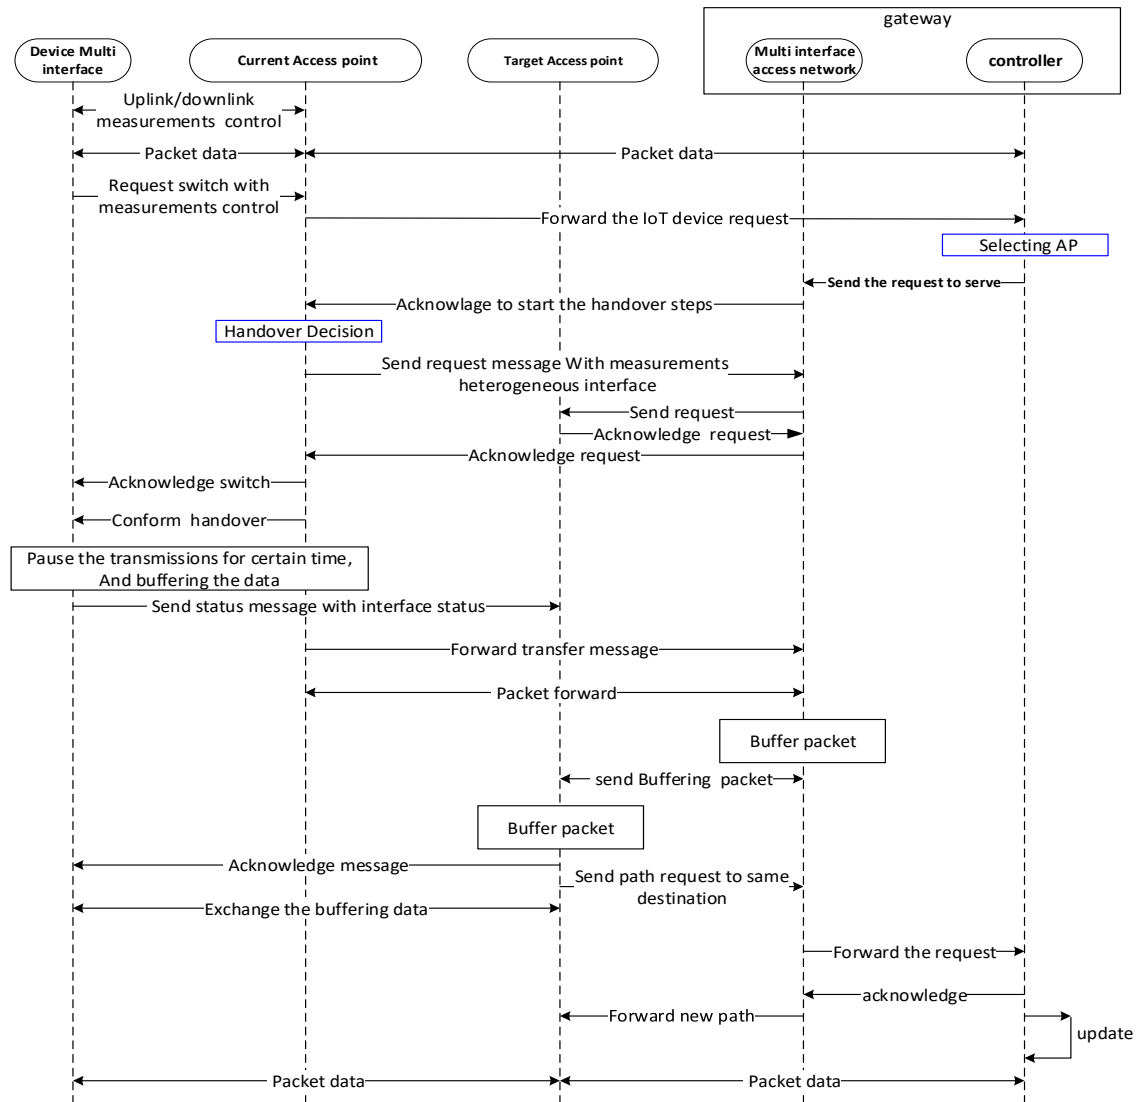 gateway
Device Multi
interface
Current Access point
Target Access point
Multi interface
access network
controller
Uplink/downlink
measurements control
Packet data
Packet data
Request switch with
measurements control
Forward the IoT device request
Selecting AP
Send the request to serve
Acknowlage to start the handover steps
Handover Decision
Send request message With measurements
heterogeneous interface
Send request
Acknowledge request
Acknowledge request
Acknowledge switch
Conform handover
Pause the transmissions for certain time,
And buffering the data
Send status message with interface status
Forward transfer message
Packet forward
Buffer packet
send Buffering packet
Buffer packet
Acknowledge message
Send path request to same
destination
Exchange the buffering data
Forward the request
acknowledge
Forward new path
update
Packet data
Packet data